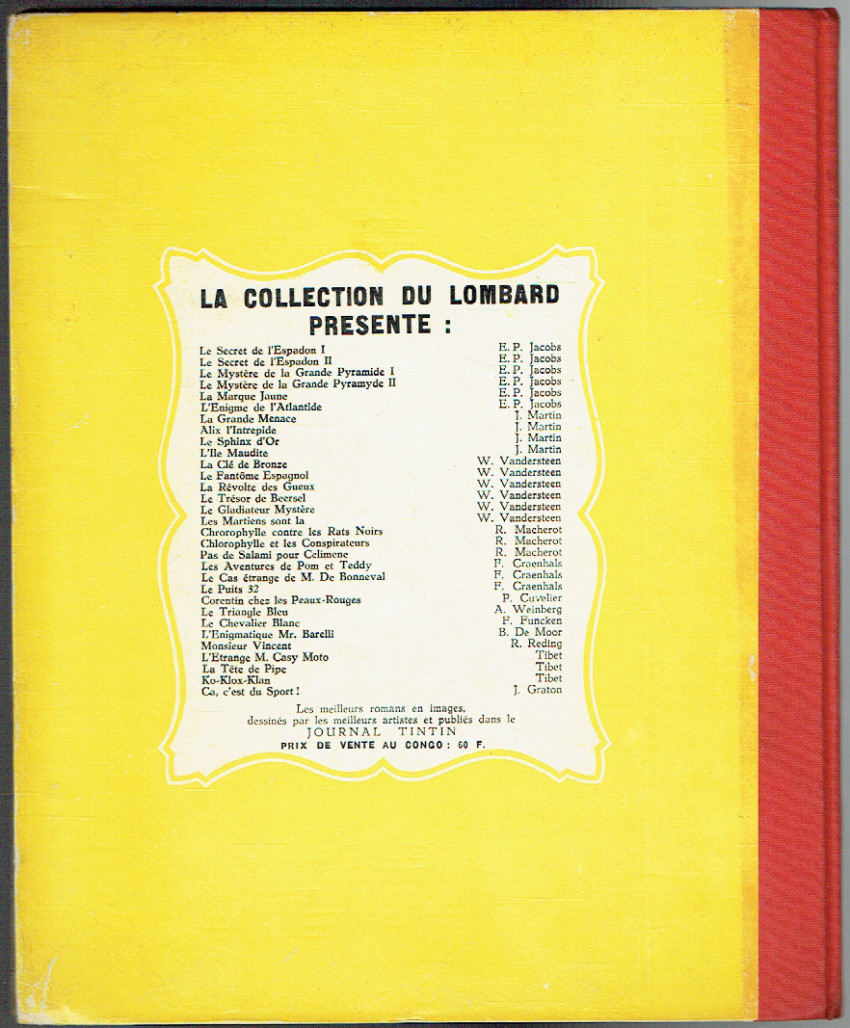 LA COLLECTION DU LOMBARD
PRESENTE :
Le Secret de l'Espadon I E. P. Jacobs
Le Secret de l'Espadon II E. P. Jacobs
Le Mystère de la Grande Pyramide I E. P. Jacobs
Le Mystère de la Grande Pyramyde II E. P. Jacobs
La Marque Jaune E. P. Jacobs
L'Enigme de l'Atlantide E. P. Jacobs
La Grande Menace J. Martin
Alix l'Intrepide J. Martin
Le Sphinx d'Or J. Martin
L'Ile Maudite J. Martin
La Clé de Bronze W. Vandersteen
Le Fantôme Espagnol W. Vandersteen
La Révolte des Gueux W. Vandersteen
Le Trésor de Beersel W. Vandersteen
Le Gladiateur Mystère W. Vandersteen
Les Martiens sont la W. Vandersteen
Chrorophylle contre les Rats Noirs R. Macherot
Chlorophylle et les Conspirateurs R. Macherot
Pas de Salami pour Celimene R. Macherot
Les Aventures de Pom et Teddy F. Craenhals
Le Cas étrange de M. De Bonneval F. Craenhals
Le Puits 32 F. Craenhals
Corentin chez les Peaux-Rouges P. Cuvelier
Le Triangle Bleu A. Weinberg
Le Chevalier Blanc F. Funcken
L'Enigmatique Mr. Barelli B. De Moor
Monsieur Vincent R. Reding
L'Etrange M. Casy Moto Tibet
La Tête de Pipe Tibet
Ko-Klox-Klan Tibet
Ca, c'est du Sport ! J. Graton
Les meilleurs romans en images,
dessinés par les meilleurs artistes et publiés dans le
JOURNAL TINTIN
PRIX DE VENTE AU CONGO : 60 F.